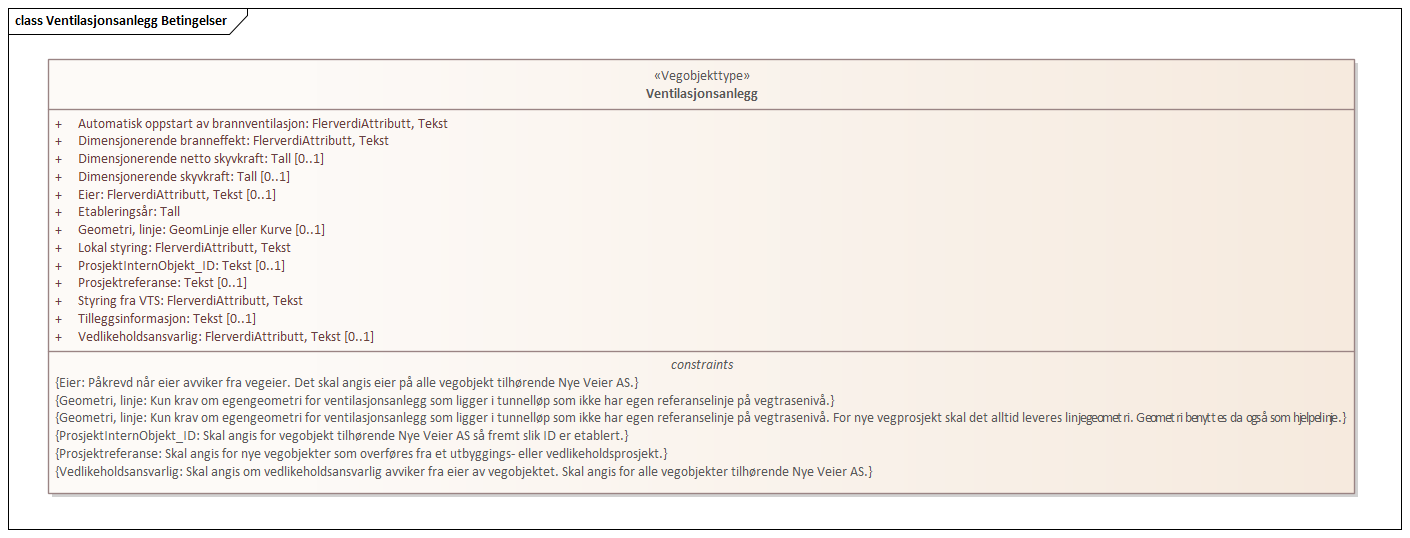 class Ventilasjonsanlegg Betingelser
«Vegobjekttype»
Ventilasjonsanlegg
+ Automatisk oppstart av brannventilasjon: FlerverdiAttributt, Tekst
+ Dimensjonerende branneffekt: FlerverdiAttributt, Tekst
+ Dimensjonerende netto skyvkraft: Tall [0..1]
+ Dimensjonerende skyvkraft: Tall [0..1]
+ Eier: FlerverdiAttributt, Tekst [0..1]
+ Etableringsår: Tall
+ Geometri, linje: GeomLinje eller Kurve [0..1]
+ Lokal styring: FlerverdiAttributt, Tekst
+ ProsjektInternObjekt_ID: Tekst [0..1]
+ Prosjektreferanse: Tekst [0..1]
+ Styring fra VTS: FlerverdiAttributt, Tekst
+ Tilleggsinformasjon: Tekst [0..1]
+ Vedlikeholdsansvarlig: FlerverdiAttributt, Tekst [0..1]
constraints
{Eier: Påkrevd når eier avviker fra vegeier. Det skal angis eier på alle vegobjekt tilhørende Nye Veier AS.}
{Geometri, linje: Kun krav om egengeometri for ventilasjonsanlegg som ligger i tunnelløp som ikke har egen referanselinje på vegtrasenivå.}
{Geometri, linje: Kun krav om egengeometri for ventilasjonsanlegg som ligger i tunnelløp som ikke har egen referanselinje på vegtrasenivå. For nye vegprosjekt skal det alltid leveres linjegeometri. Geometri benyttes da også som hjelpelinje.}
{ProsjektInternObjekt_ID: Skal angis for vegobjekt tilhørende Nye Veier AS så fremt slik ID er etablert.}
{Prosjektreferanse: Skal angis for nye vegobjekter som overføres fra et utbyggings- eller vedlikeholdsprosjekt.}
{Vedlikeholdsansvarlig: Skal angis om vedlikeholdsansvarlig avviker fra eier av vegobjektet. Skal angis for alle vegobjekter tilhørende Nye Veier AS.}